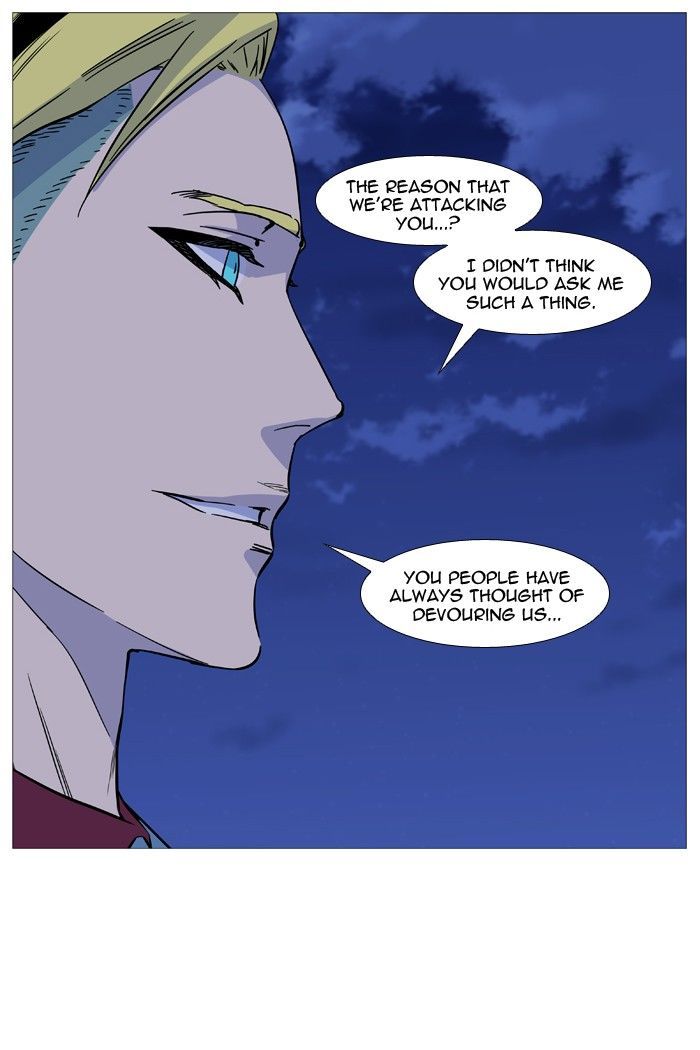 THE REASON THAT
WE'RE ATTACKING
YOU...?
I DIDN'T THINK
YOU WOULD ASK ME
SUCH A THING.
YOU PEOPLE HAVE
ALWAYS THOUGHT OF
DEVOURING US...